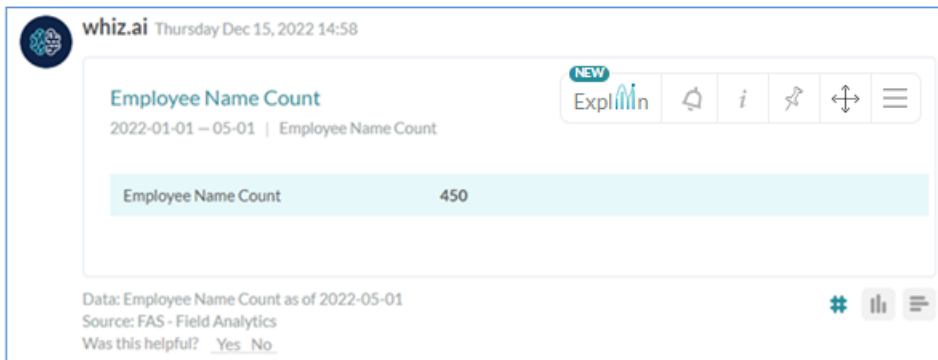 whiz.ai Thursday Dec 15, 2022 14:58
NEW
Employee Name Count
Explain
2022-01-01 — 05-01 | Employee Name Count
Employee Name Count 450
Data: Employee Name Count as of 2022-05-01
Source: FAS - Field Analytics
Was this helpful? Yes No